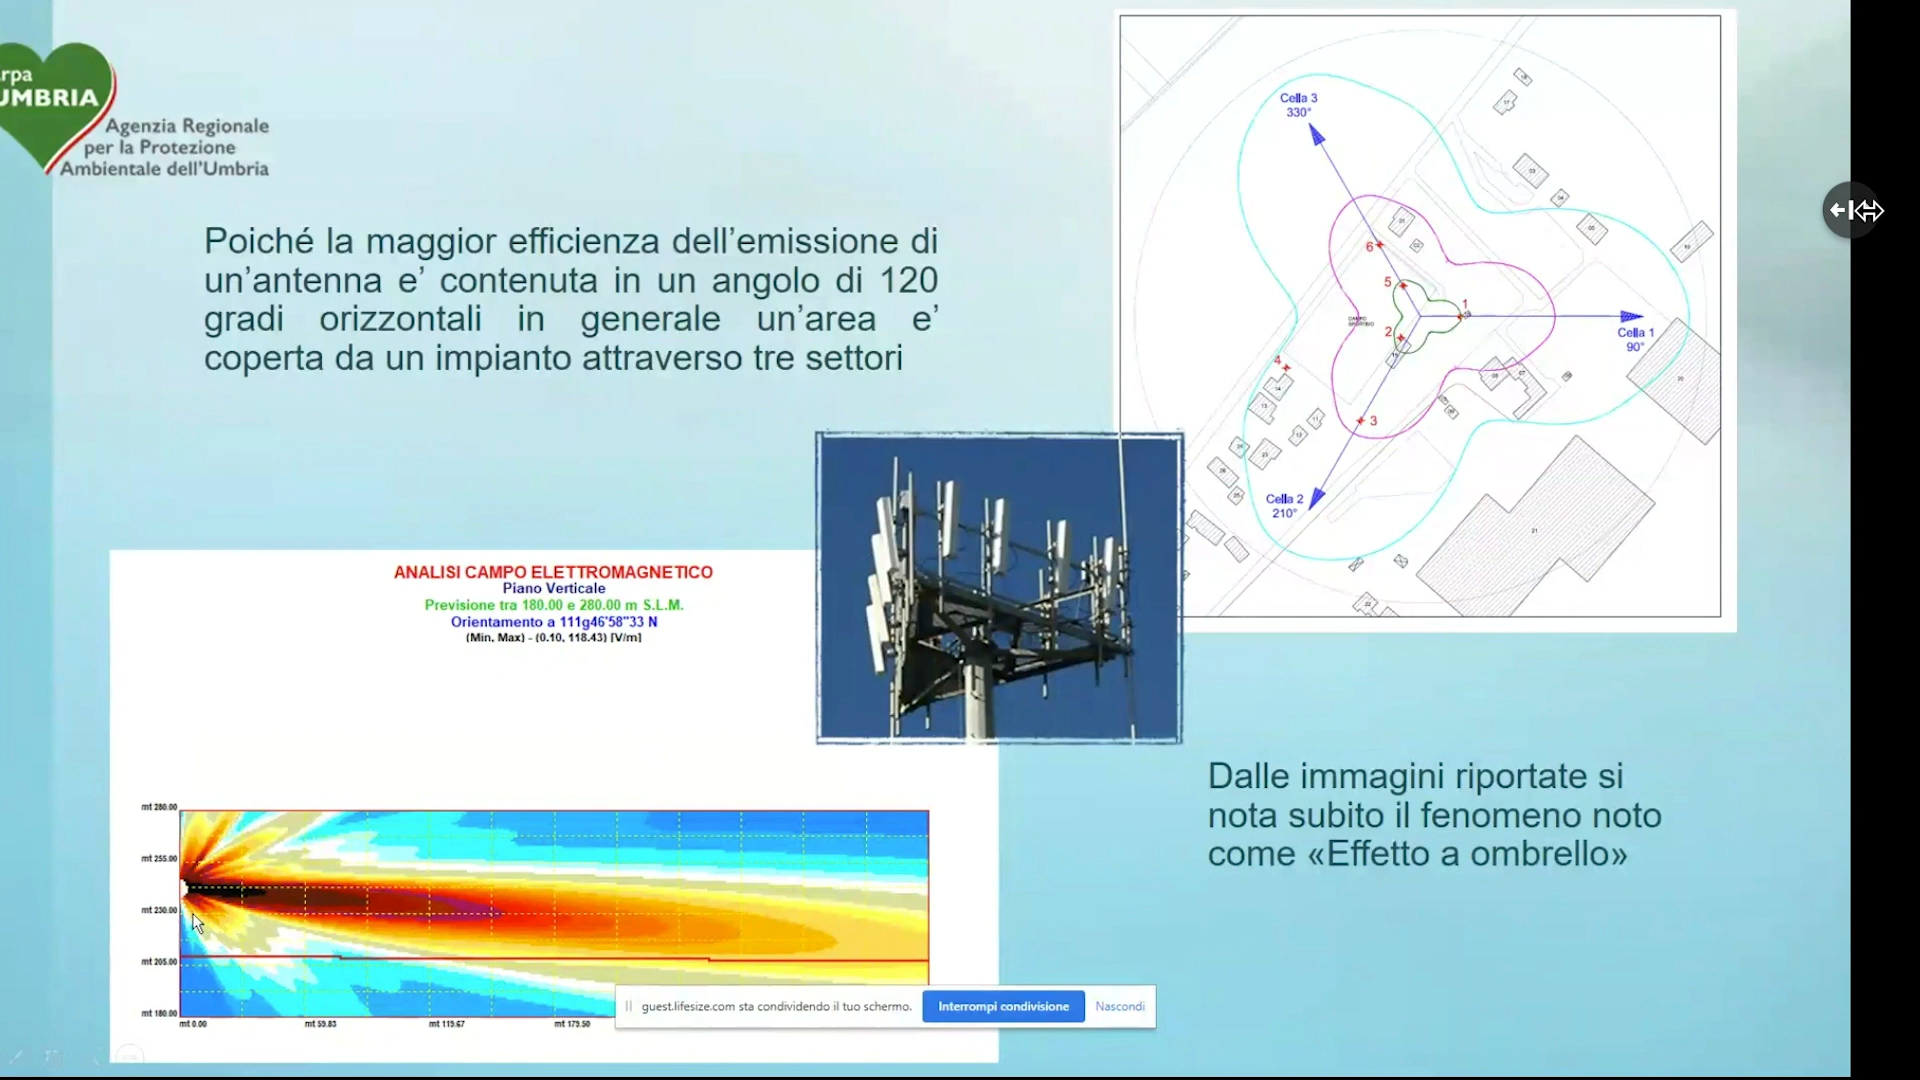 rpa
UMBRIA
Agenzia Regionale
per la Protezione
Ambientale dell'Umbria
Poiché la maggior efficienza dell'emissione di
un'antenna e' contenuta in un angolo di 120
gradi orizzontali in generale un'area e'
coperta da un impianto attraverso tre settori
Cella 3
330°
6
5
1
2
4
3
CAMPO
SPORTIVO
Cella 1
90°
Cella 2
210°
21
ANALISI CAMPO ELETTROMAGNETICO
Piano Verticale
Previsione tra 180.00 e 280.00 m S.L.M.
Orientamento a 111g46'58"33 N
(Min, Max) - (0.10, 118.43) [V/m]
mt 280.00
mt 255.00
mt 230.00
mt 205.00
mt 180.00
mt 0.00
mt 59.83
mt 119.67
mt 179.50
Dalle immagini riportate si
nota subito il fenomeno noto
come «Effetto a ombrello»
guest.lifesize.com sta condividendo il tuo schermo.
Interrompi condivisione
Nascondi